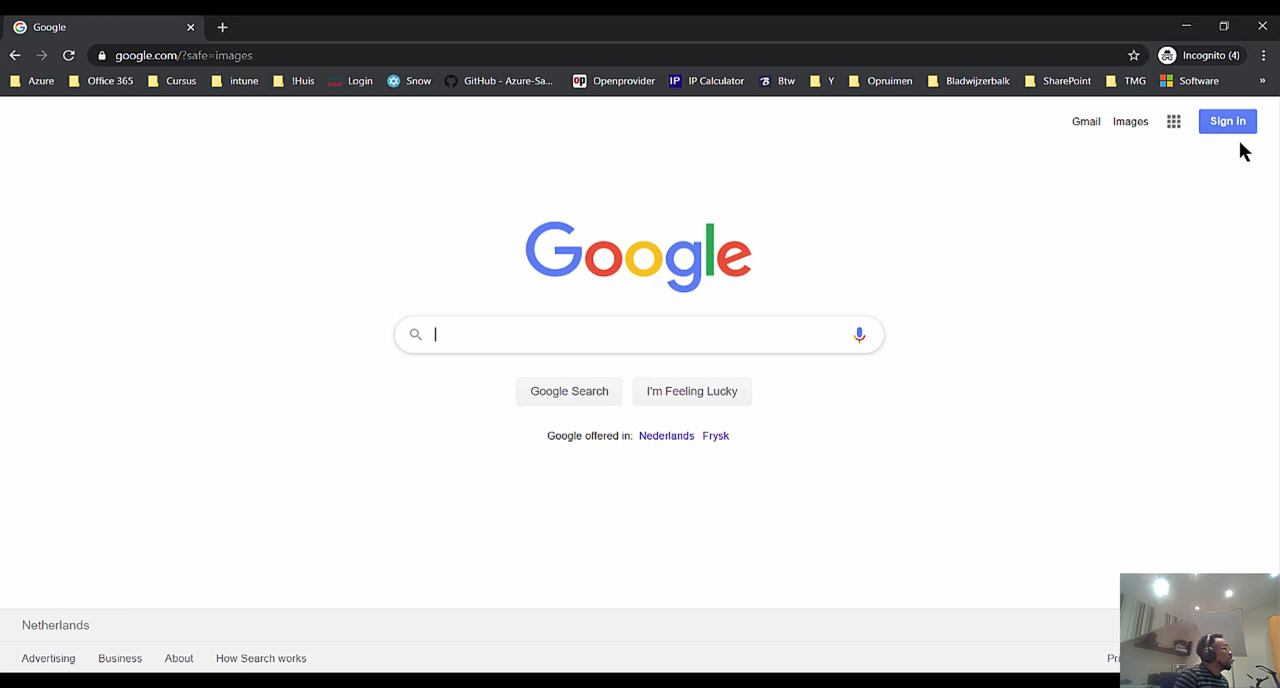 Google
google.com/?safe=images
Incognito (4)
Azure Office 365 Cursus intune !Huis Login Snow GitHub - Azure-Sa... Openprovider IP IP Calculator Btw Y Opruimen Bladwijzerbalk SharePoint TMG Software »
Gmail Images Sign in
Google
Google Search I'm Feeling Lucky
Google offered in: Nederlands Frysk
Netherlands
Advertising Business About How Search works